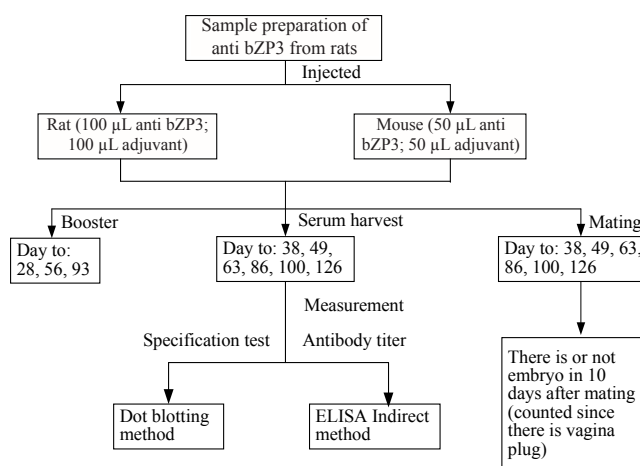 Sample preparation of
anti bZP3 from rats
Injected
Rat (100 µL anti bZP3;
100 µL adjuvant)
Mouse (50 µL anti
bZP3; 50 µL adjuvant)
Booster
Serum harvest
Mating
Day to:
28, 56, 93
Day to: 38, 49,
63, 86, 100, 126
Day to: 38, 49, 63,
86, 100, 126
Measurement
Specification test
Antibody titer
Dot blotting
method
ELISA Indirect
method
There is or not
embryo in 10
days after mating
(counted since
there is vagina
plug)